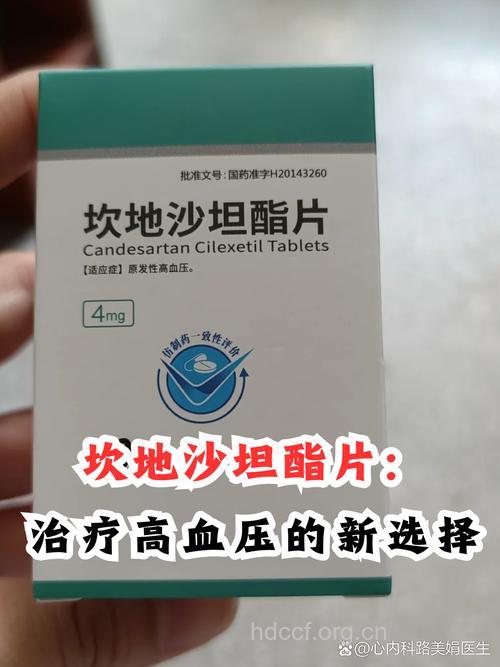 批准文号：国药准字H20143260
坎地沙坦酯片
Candesartan Cilexetil Tablets
【适应症】原发性高血压。
4mg
仿制药一致性评价
坎地沙坦酯片：
治疗高血压的新选择
hdccf.org.cn
@心内科路美娟医生